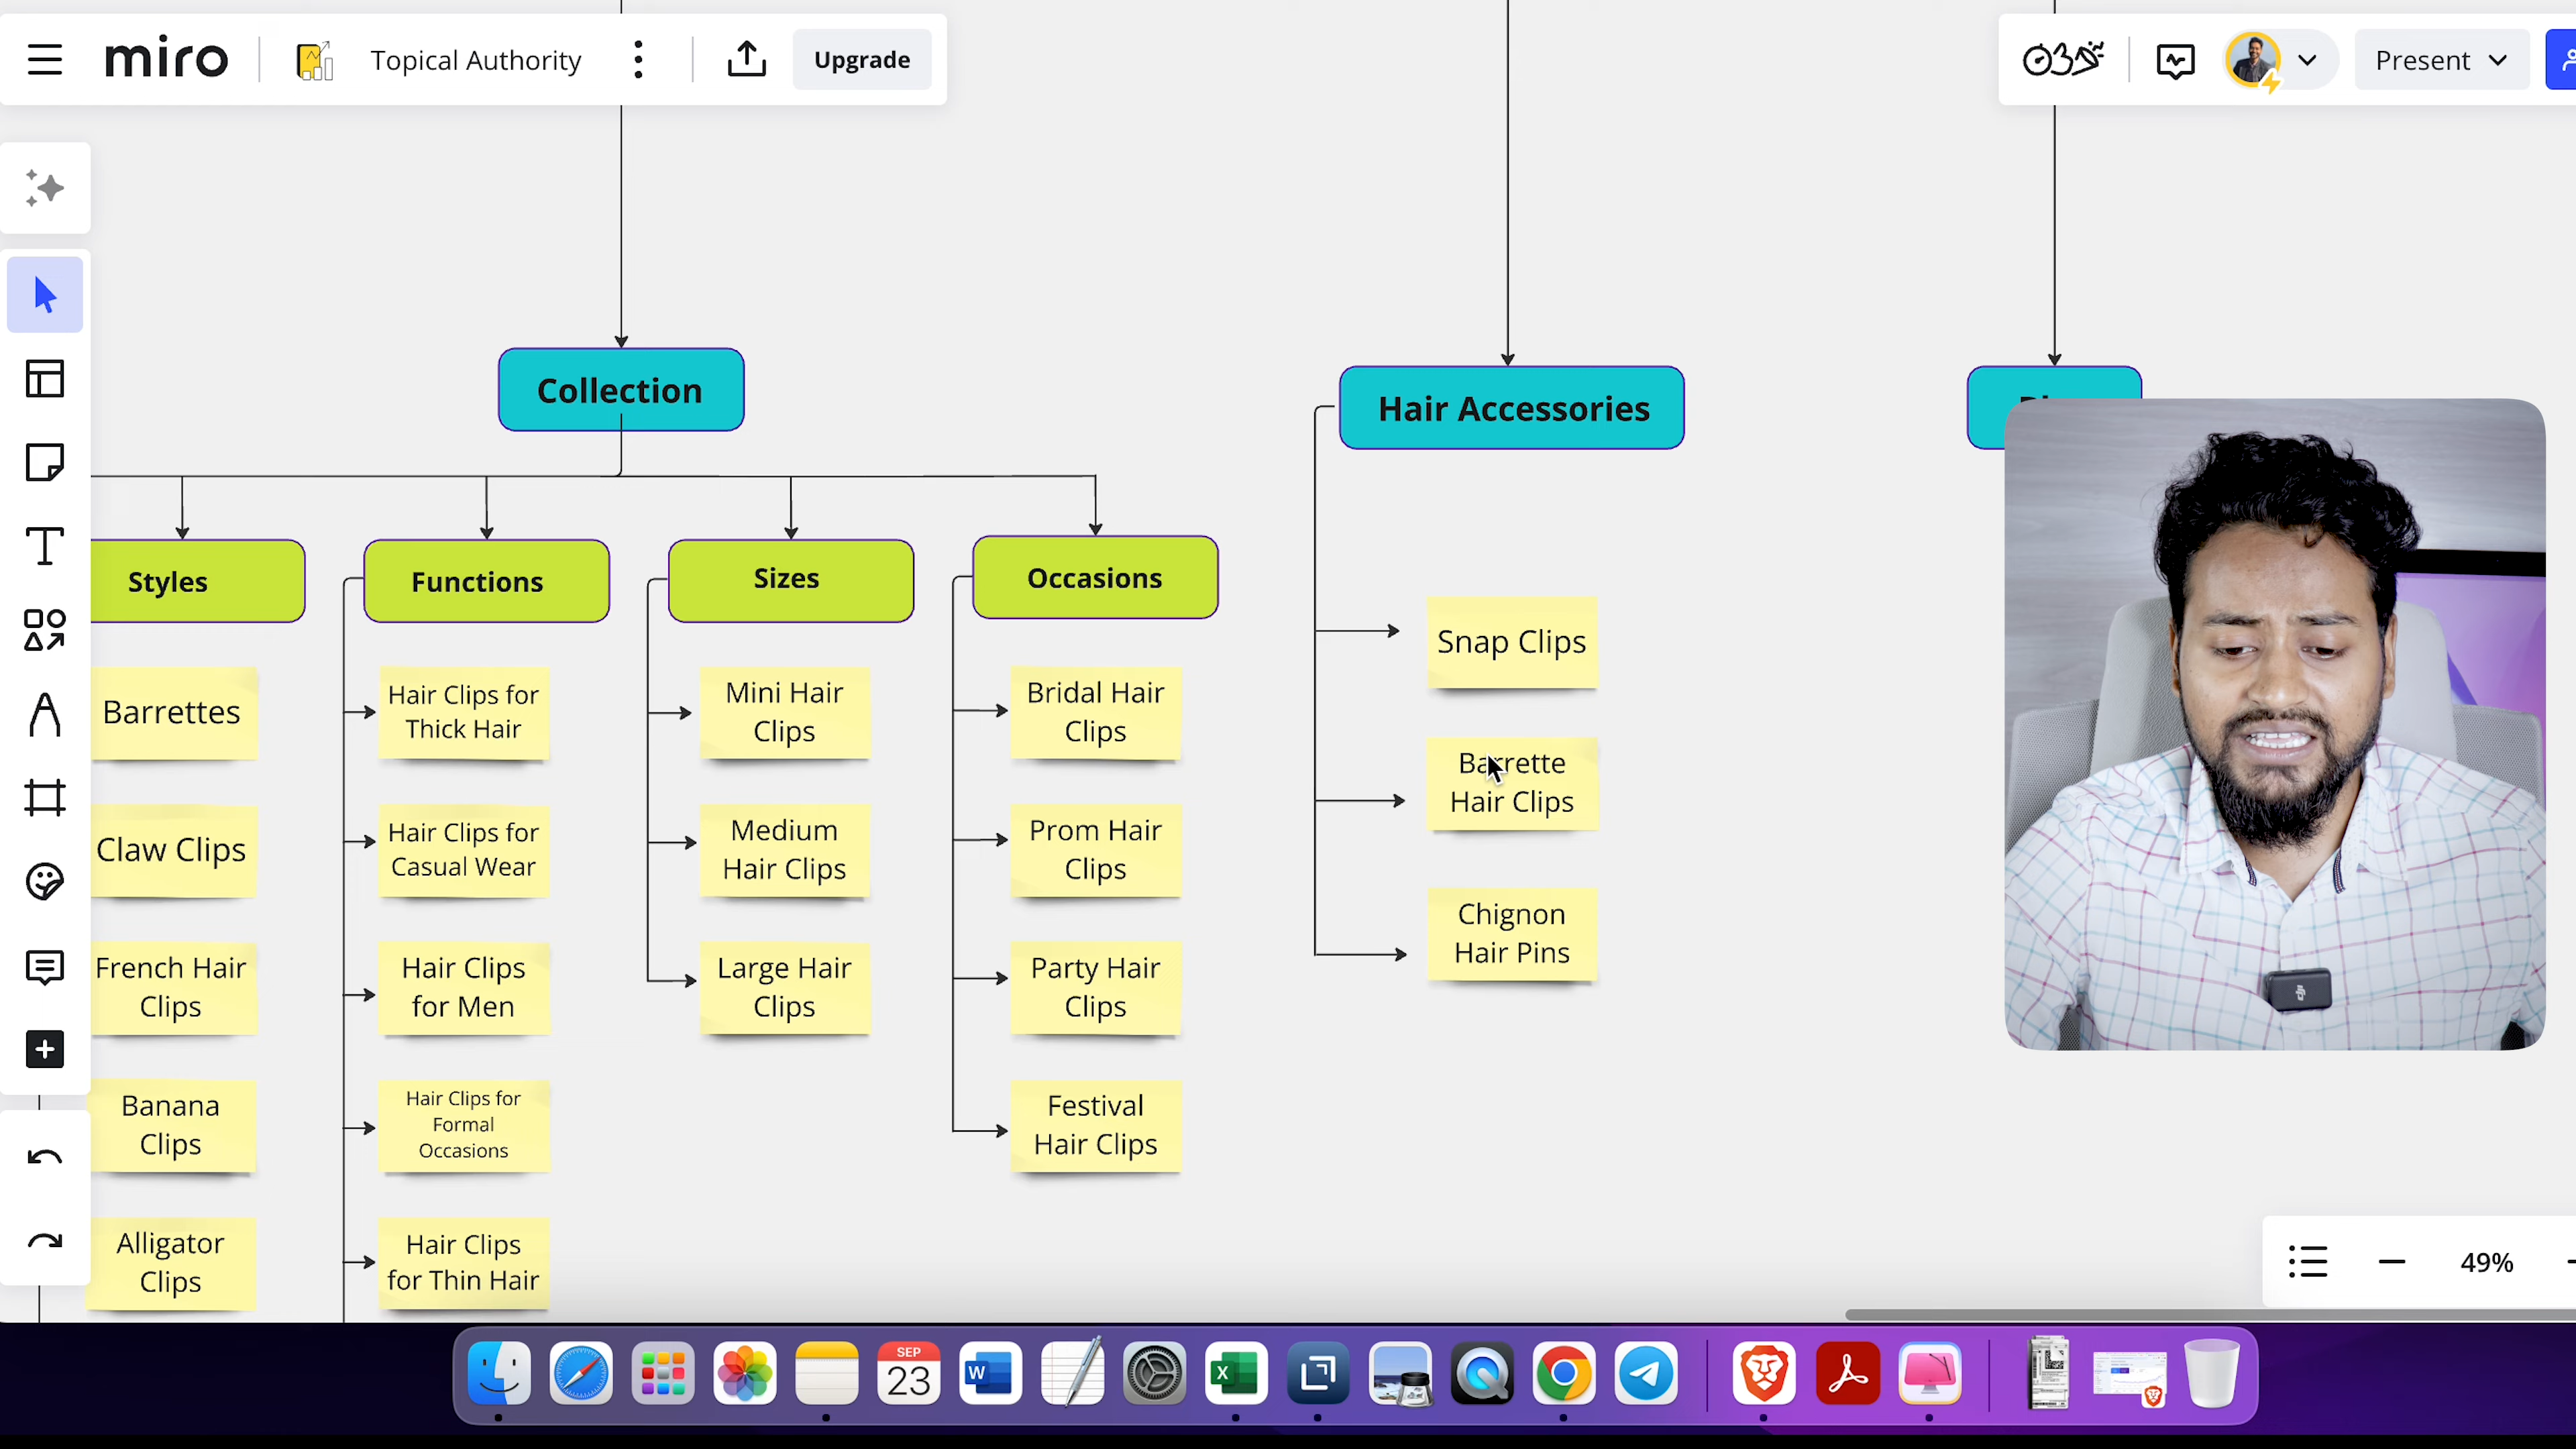 miro
Topical Authority
Upgrade
Present
Collection
Hair Accessories
Styles
Functions
Sizes
Occasions
Barrettes
Claw Clips
French Hair
Clips
Banana
Clips
Alligator
Clips
Hair Clips for
Thick Hair
Hair Clips for
Casual Wear
Hair Clips
for Men
Hair Clips for
Formal
Occasions
Hair Clips
for Thin Hair
Mini Hair
Clips
Medium
Hair Clips
Large Hair
Clips
Bridal Hair
Clips
Prom Hair
Clips
Party Hair
Clips
Festival
Hair Clips
Snap Clips
Barrette
Hair Clips
Chignon
Hair Pins
49%
SEP
23
W
X